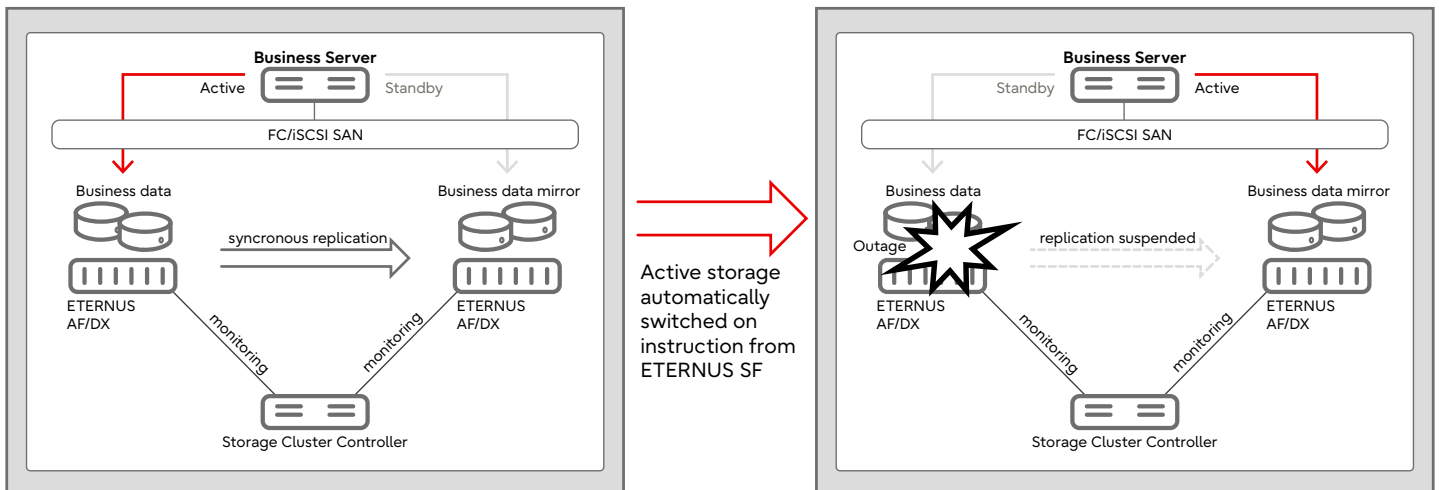 Business Server
Active
Standby
FC/iSCSI SAN
Business data
Business data mirror
syncronous replication
ETERNUS
AF/DX
ETERNUS
AF/DX
monitoring
monitoring
Storage Cluster Controller
Active storage
automatically
switched on
instruction from
ETERNUS SF
Business Server
Standby
Active
FC/iSCSI SAN
Business data
Business data mirror
Outage
replication suspended
ETERNUS
AF/DX
ETERNUS
AF/DX
monitoring
monitoring
Storage Cluster Controller